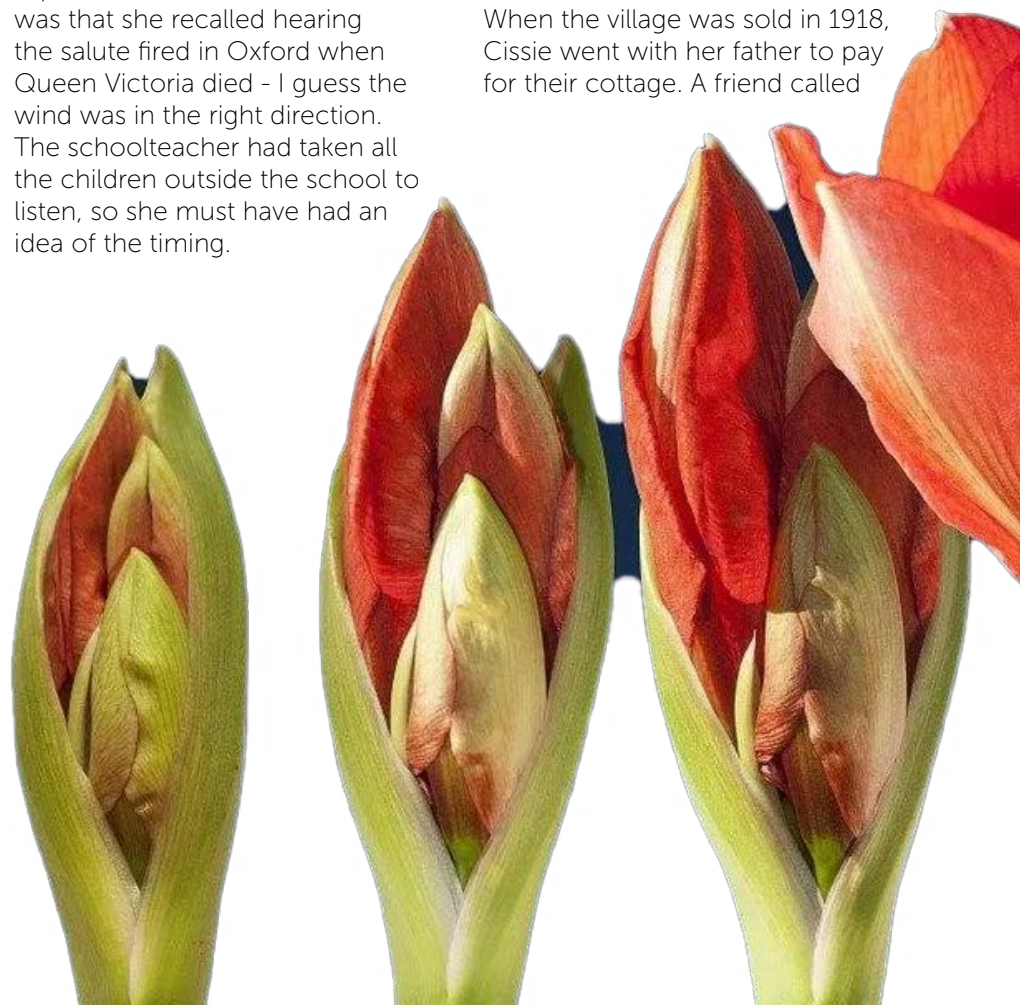 was that she recalled hearing
the salute fired in Oxford when
Queen Victoria died - I guess the
wind was in the right direction.
The schoolteacher had taken all
the children outside the school to
listen, so she must have had an
idea of the timing.
When the village was sold in 1918,
Cissie went with her father to pay
for their cottage. A friend called